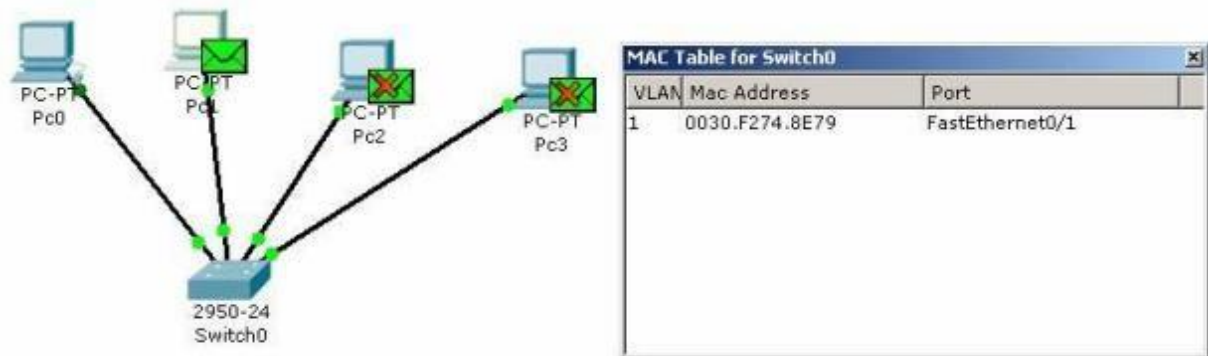 PC-PT
Pc0
PC-PT
Pc1
PC-PT
Pc2
PC-PT
Pc3
2950-24
Switch0
MAC Table for Switch0
VLAN Mac Address Port
1 0030.F274.8E79 FastEthernet0/1